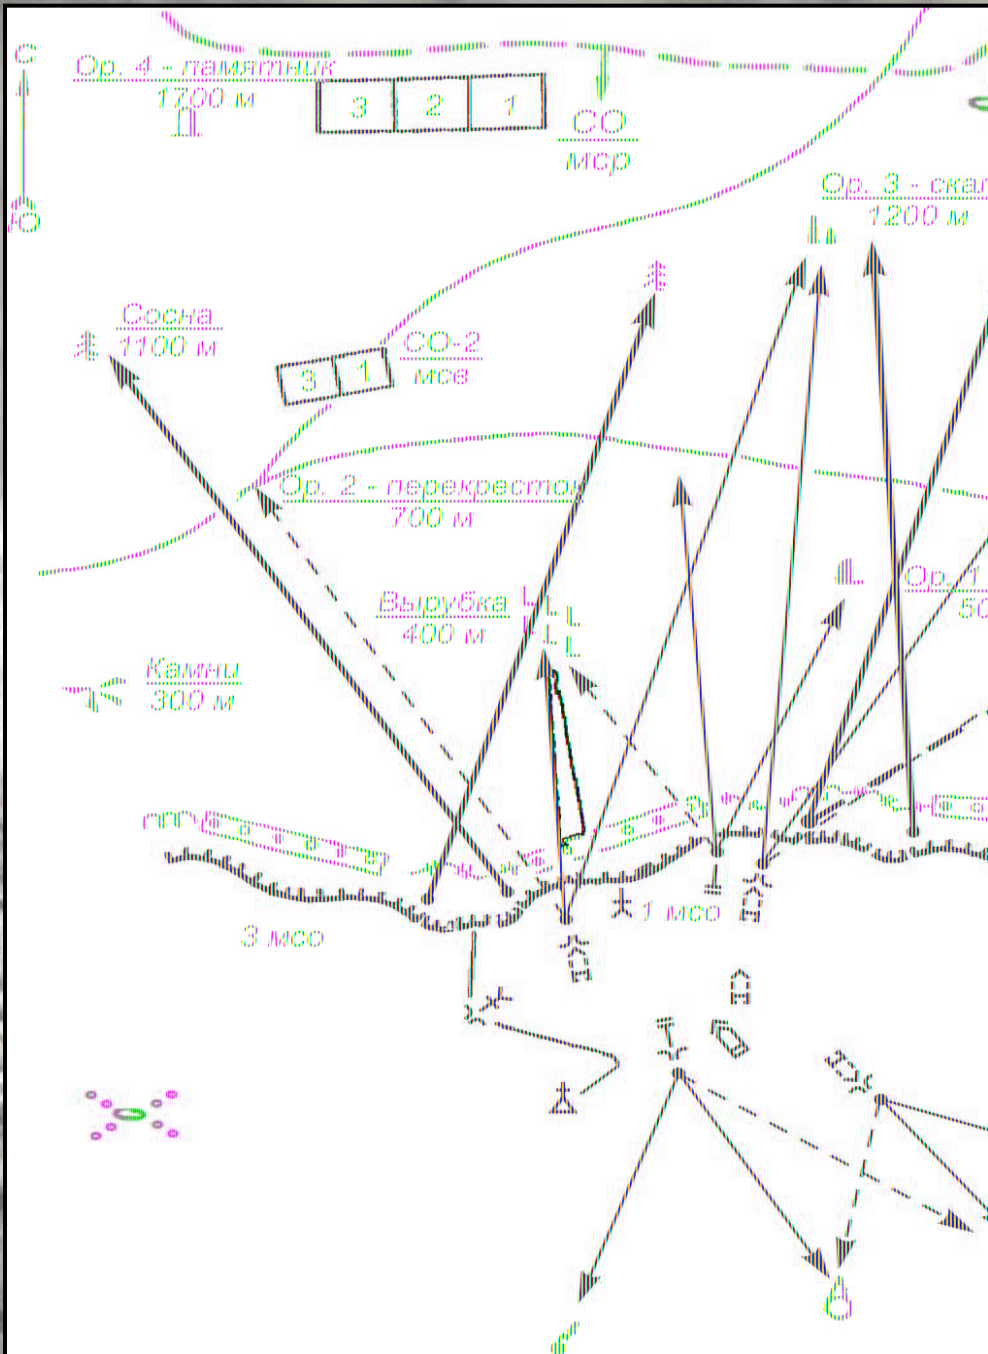 С
Ор. 4 - памятник
1700 м
3 2 1
СО
мср
Ю
Ор. 3 -
1200 м
Сосна
1100 м
СО-2
мсв
3 1
Ор. 2 - перекресток
700 м
Вырубка
400 м
Ор. 1
50
Камни
300 м
1 мсо
3 мсо